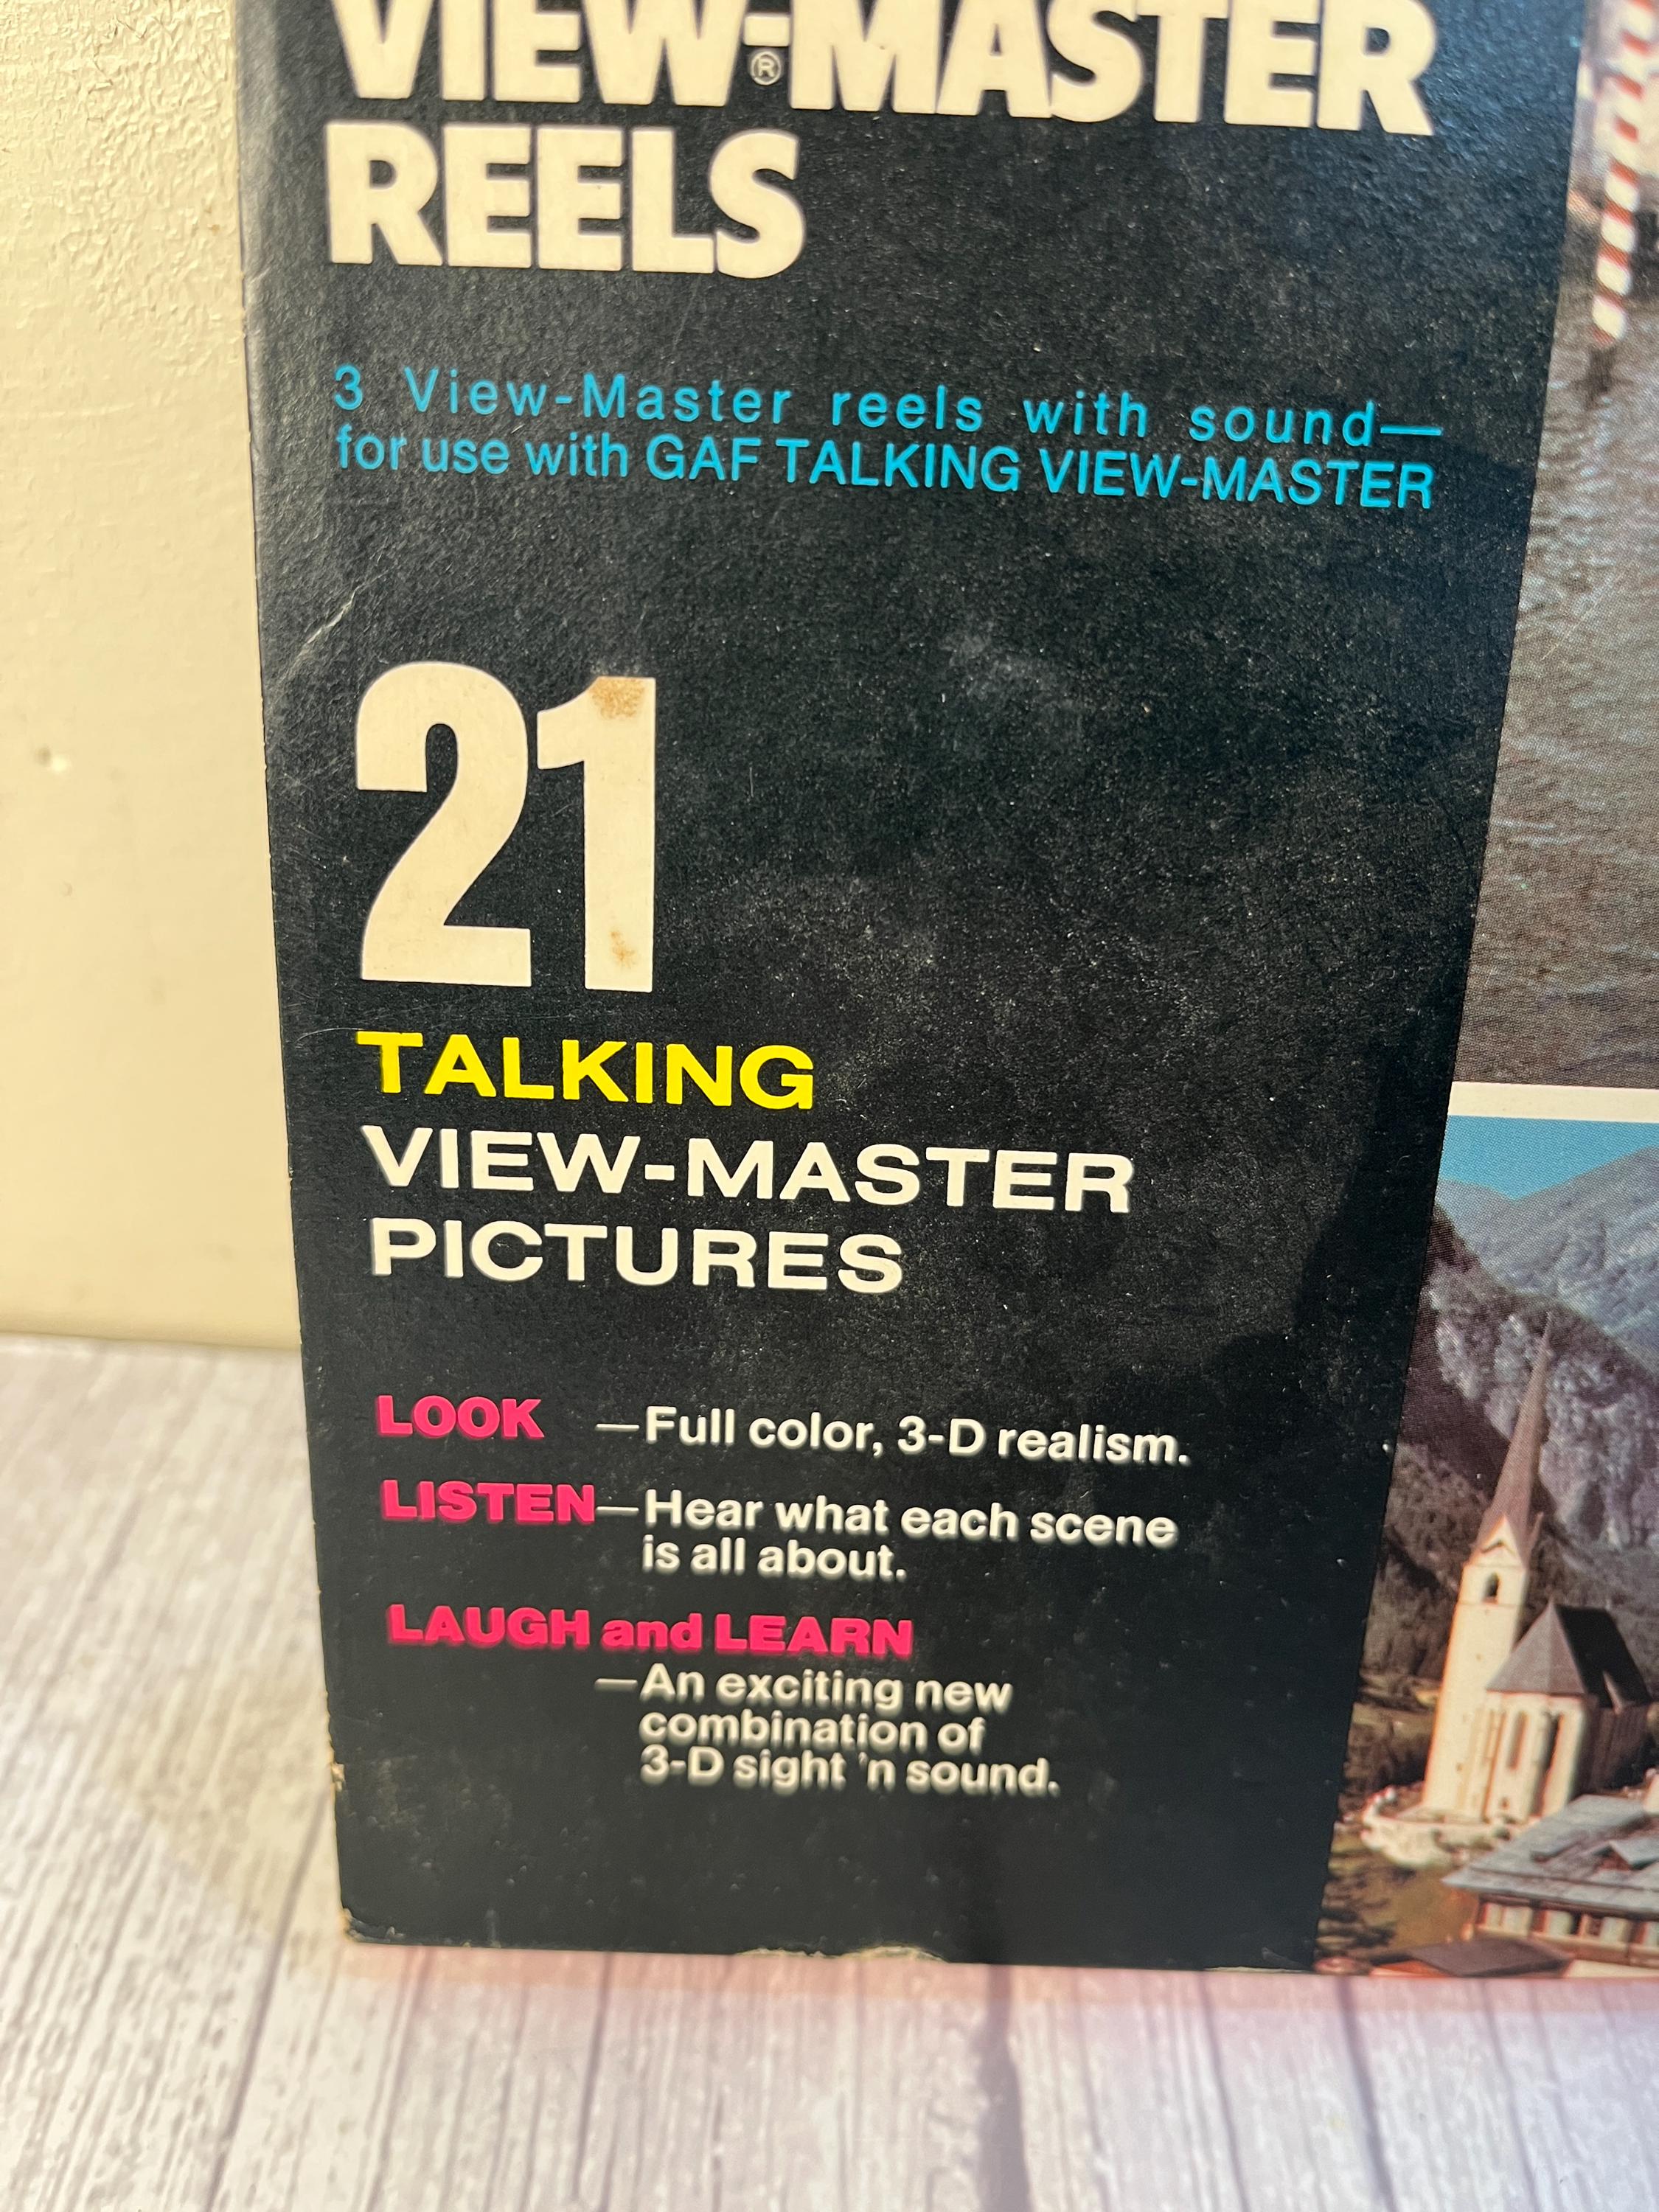 VIEW-MASTER®
REELS
3 View-Master reels with sound—
for use with GAF TALKING VIEW-MASTER
21
TALKING
VIEW-MASTER
PICTURES
LOOK —Full color, 3-D realism.
LISTEN—Hear what each scene
is all about.
LAUGH and LEARN
—An exciting new
combination of
3-D sight 'n sound.